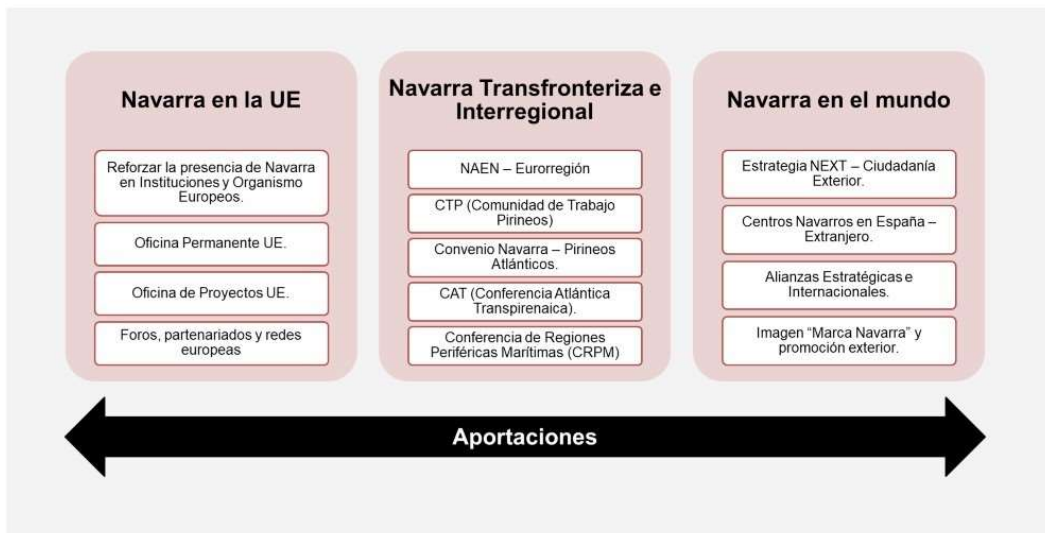 Navarra en la UE
Reforzar la presencia de Navarra
en Instituciones y Organismo
Europeos.
Oficina Permanente UE.
Oficina de Proyectos UE.
Foros, partenariados y redes
europeas
Navarra Transfronteriza e
Interregional
NAEN – Eurorregión
CTP (Comunidad de Trabajo
Pirineos)
Convenio Navarra – Pirineos
Atlánticos.
CAT (Conferencia Atlántica
Transpirenaica).
Conferencia de Regiones
Periféricas Marítimas (CRPM)
Navarra en el mundo
Estrategia NEXT – Ciudadanía
Exterior.
Centros Navarros en España –
Extranjero.
Alianzas Estratégicas e
Internacionales.
Imagen “Marca Navarra” y
promoción exterior.
Aportaciones